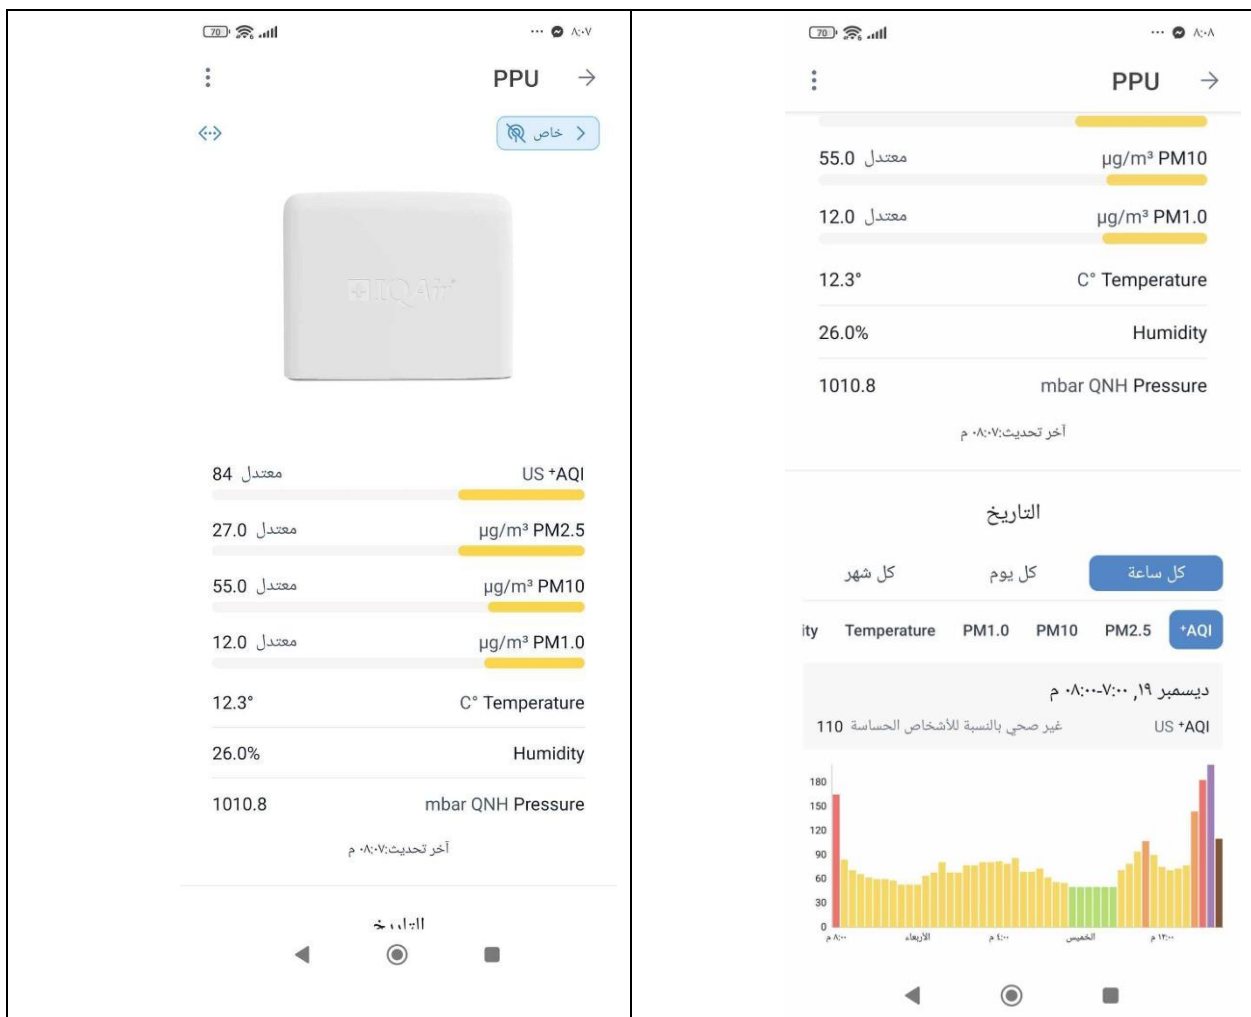 70 6 ... ٨:٠٧
PPU
خاص
IQAir
US +AQI معتدل 84
µg/m³ PM2.5 معتدل 27.0
µg/m³ PM10 معتدل 55.0
µg/m³ PM1.0 معتدل 12.0
C° Temperature 12.3°
Humidity 26.0%
mbar QNH Pressure 1010.8
آخر تحديث:٠٨:٠٧ م
التاريخ
70 6 ... ٨:٠٨
PPU
µg/m³ PM10 معتدل 55.0
µg/m³ PM1.0 معتدل 12.0
C° Temperature 12.3°
Humidity 26.0%
mbar QNH Pressure 1010.8
آخر تحديث:٠٨:٠٧ م
التاريخ
كل ساعة كل يوم كل شهر
+AQI PM2.5 PM10 PM1.0 Temperature ity
ديسمبر ١٩, ٧:٠٠-٠٨:٠٠ م
US +AQI غير صحي بالنسبة للأشخاص الحساسة 110
180
150
120
90
60
30
0
٨:٠٠ م الأربعاء ٤:٠٠ م الخميس ١٢:٠٠ م